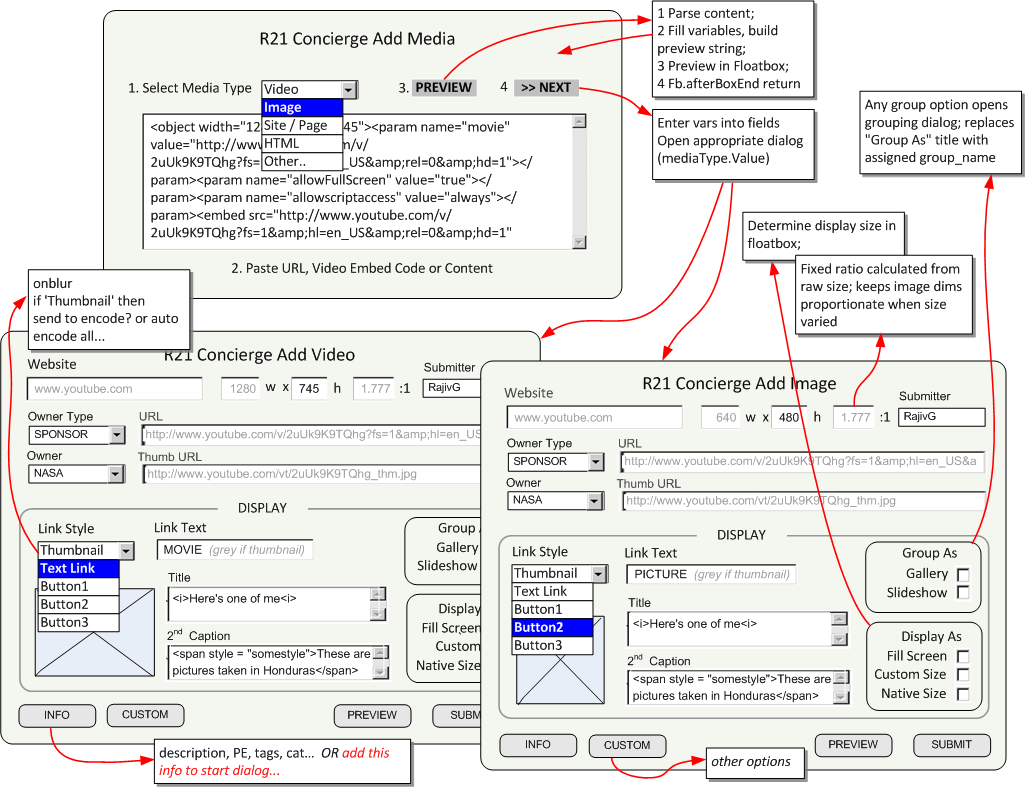 R21 Concierge Add Media
1. Select Media Type
Video
Image
Site / Page
HTML
Other..
3. PREVIEW
4 >> NEXT
<object width="12 45"><param name="movie"
value="http://www v/
2uUk9K9TQhg?fs= _US&amp;rel=0&amp;hd=1"></
param><param name="allowFullScreen" value="true"></
param><param name="allowscriptaccess" value="always"></
param><embed src="http://www.youtube.com/v/
2uUk9K9TQhg?fs=1&amp;hl=en_US&amp;rel=0&amp;hd=1"
2. Paste URL, Video Embed Code or Content
1 Parse content;
2 Fill variables, build
preview string;
3 Preview in Floatbox;
4 Fb.afterBoxEnd return
Enter vars into fields
Open appropriate dialog
(mediaType.Value)
Any group option opens
grouping dialog; replaces
"Group As" title with
assigned group_name
Determine display size in
floatbox;
Fixed ratio calculated from
raw size; keeps image dims
proportionate when size
varied
onblur
if 'Thumbnail' then
send to encode? or auto
encode all...
R21 Concierge Add Video
Website
www.youtube.com
1280 w x 745 h 1.777 :1
Submitter
RajivG
Owner Type
SPONSOR
URL
http://www.youtube.com/v/2uUk9K9TQhg?fs=1&amp;hl=en_US
Owner
NASA
Thumb URL
http://www.youtube.com/vt/2uUk9K9TQhg_thm.jpg
DISPLAY
Link Style
Thumbnail
Text Link
Button1
Button2
Button3
Link Text
MOVIE (grey if thumbnail)
Title
<i>Here's one of me<i>
2nd Caption
<span style = "somestyle">These are
pictures taken in Honduras</span>
Group
Gallery
Slideshow
Display
Fill Screen
Custom
Native Size
INFO
CUSTOM
PREVIEW
SUBM
description, PE, tags, cat... OR add this
info to start dialog...
R21 Concierge Add Image
Website
www.youtube.com
640 w x 480 h 1.777 :1
Submitter
RajivG
Owner Type
SPONSOR
URL
http://www.youtube.com/v/2uUk9K9TQhg?fs=1&amp;hl=en_US&a
Owner
NASA
Thumb URL
http://www.youtube.com/vt/2uUk9K9TQhg_thm.jpg
DISPLAY
Link Style
Thumbnail
Text Link
Button1
Button2
Button3
Link Text
PICTURE (grey if thumbnail)
Title
<i>Here's one of me<i>
2nd Caption
<span style = "somestyle">These are
pictures taken in Honduras</span>
Group As
Gallery
Slideshow
Display As
Fill Screen
Custom Size
Native Size
INFO
CUSTOM
PREVIEW
SUBMIT
other options